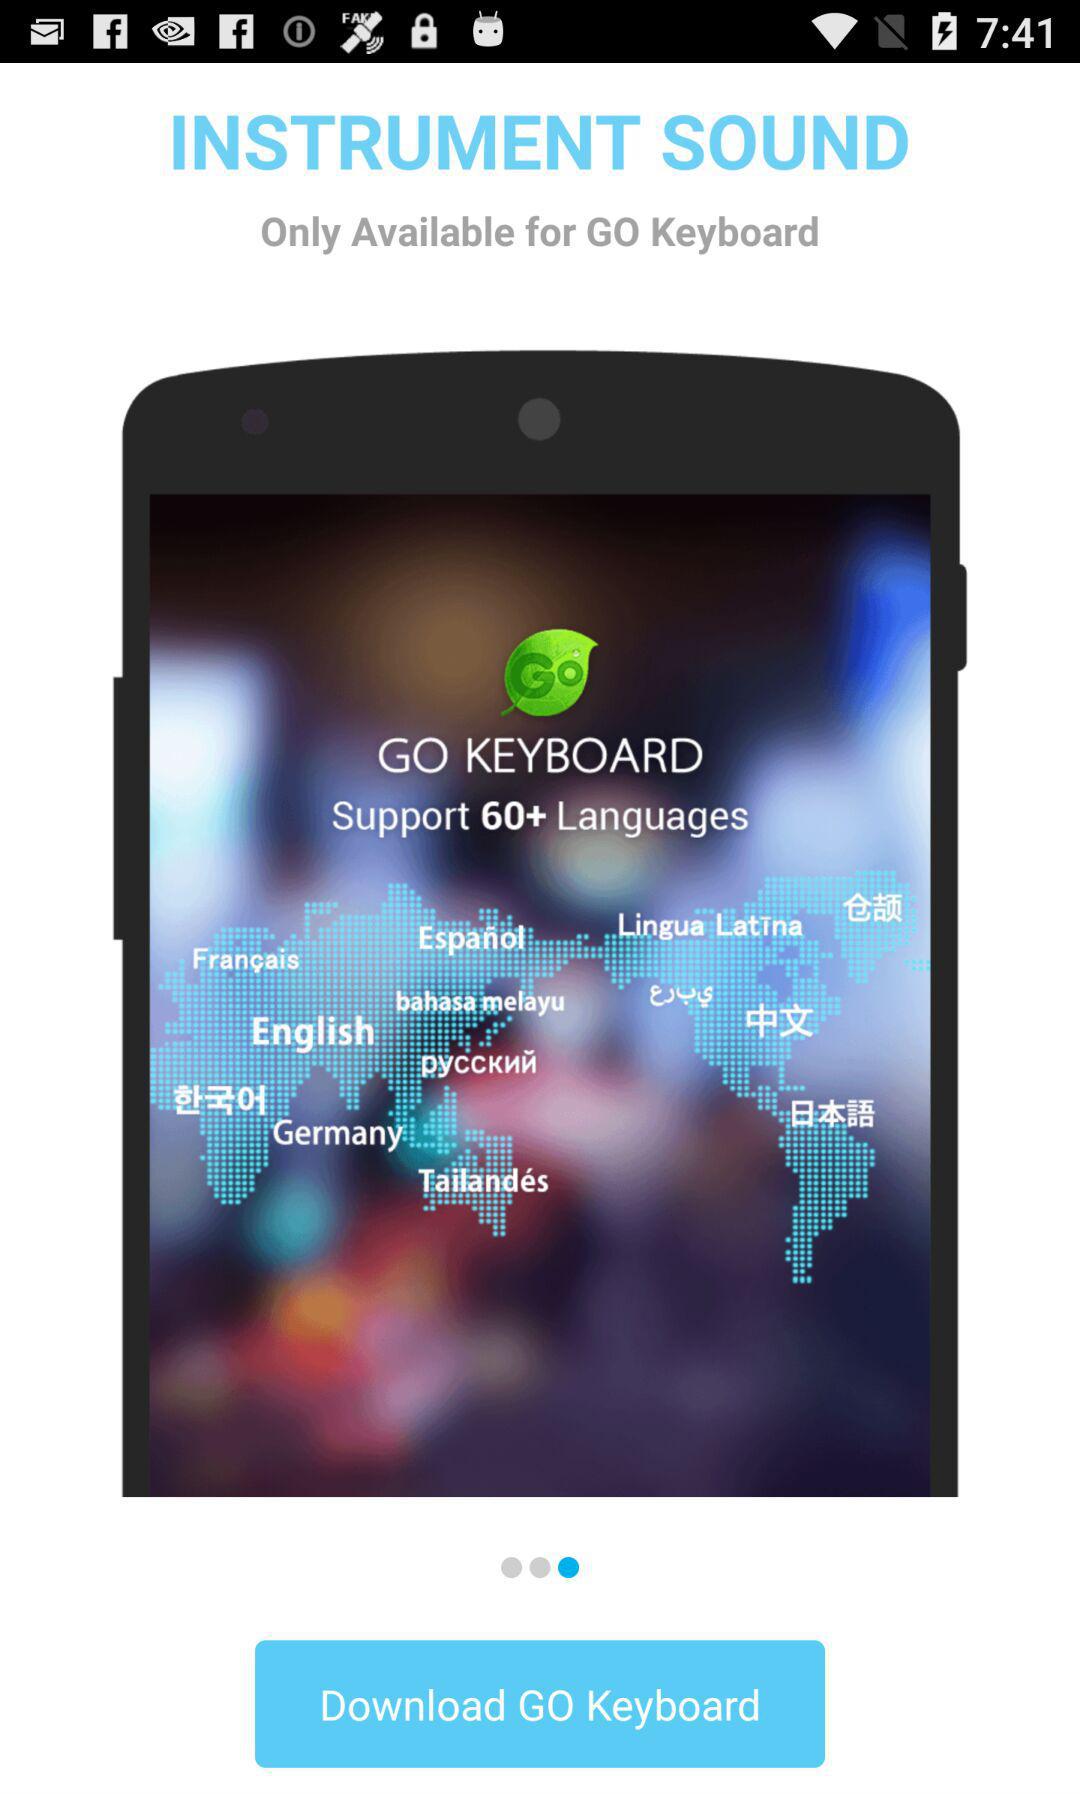 FAKE
7:41
INSTRUMENT SOUND
Only Available for GO Keyboard
Go
GO KEYBOARD
Support 60+ Languages
仓颉
Lingua Latīna
Español
Français
عربي
bahasa melayu
中文
English
русский
한국어
日本語
Germany
Tailandés
Download GO Keyboard